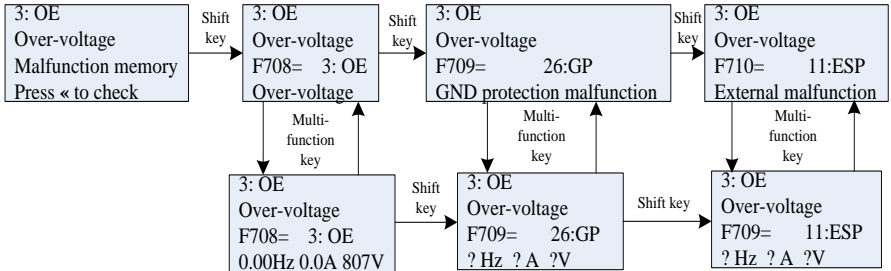 3: OE
Over-voltage
Malfunction memory
Press « to check
Shift
key
3: OE
Over-voltage
F708= 3: OE
Over-voltage
Shift
key
3: OE
Over-voltage
F709= 26:GP
GND protection malfunction
Shift
key
3: OE
Over-voltage
F710= 11:ESP
External malfunction
Multi-
function
key
Multi-
function
key
Multi-
function
key
3: OE
Over-voltage
F708= 3: OE
0.00Hz 0.0A 807V
Shift
key
3: OE
Over-voltage
F709= 26:GP
? Hz ? A ?V
Shift key
3: OE
Over-voltage
F709= 11:ESP
? Hz ? A ?V